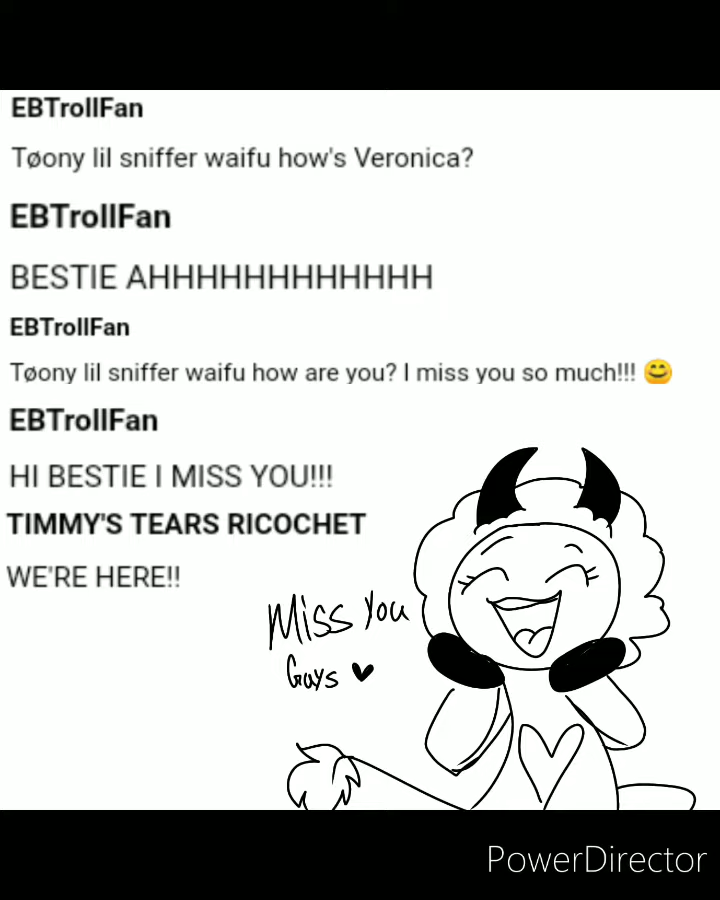 EBTrollFan
Tøony lil sniffer waifu how's Veronica?
EBTrollFan
BESTIE AHHHHHHHHHHHHH
EBTrollFan
Tøony lil sniffer waifu how are you? I miss you so much!!! 😊
EBTrollFan
HI BESTIE I MISS YOU!!!
TIMMY'S TEARS RICOCHET
WE'RE HERE!!
Miss You
Guys ♥
PowerDirector